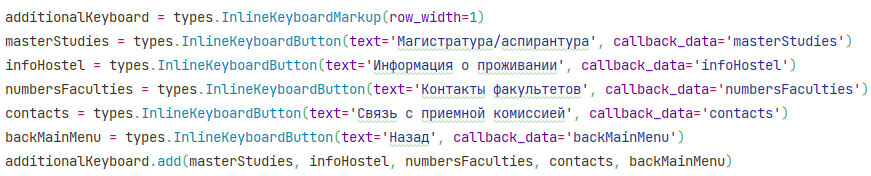 additionalKeyboard = types.InlineKeyboardMarkup(row_width=1)
masterStudies = types.InlineKeyboardButton(text='Магистратура/аспирантура', callback_data='masterStudies')
infoHostel = types.InlineKeyboardButton(text='Информация о проживании', callback_data='infoHostel')
numbersFaculties = types.InlineKeyboardButton(text='Контакты факультетов', callback_data='numbersFaculties')
contacts = types.InlineKeyboardButton(text='Связь с приемной комиссией', callback_data='contacts')
backMainMenu = types.InlineKeyboardButton(text='Назад', callback_data='backMainMenu')
additionalKeyboard.add(masterStudies, infoHostel, numbersFaculties, contacts, backMainMenu)